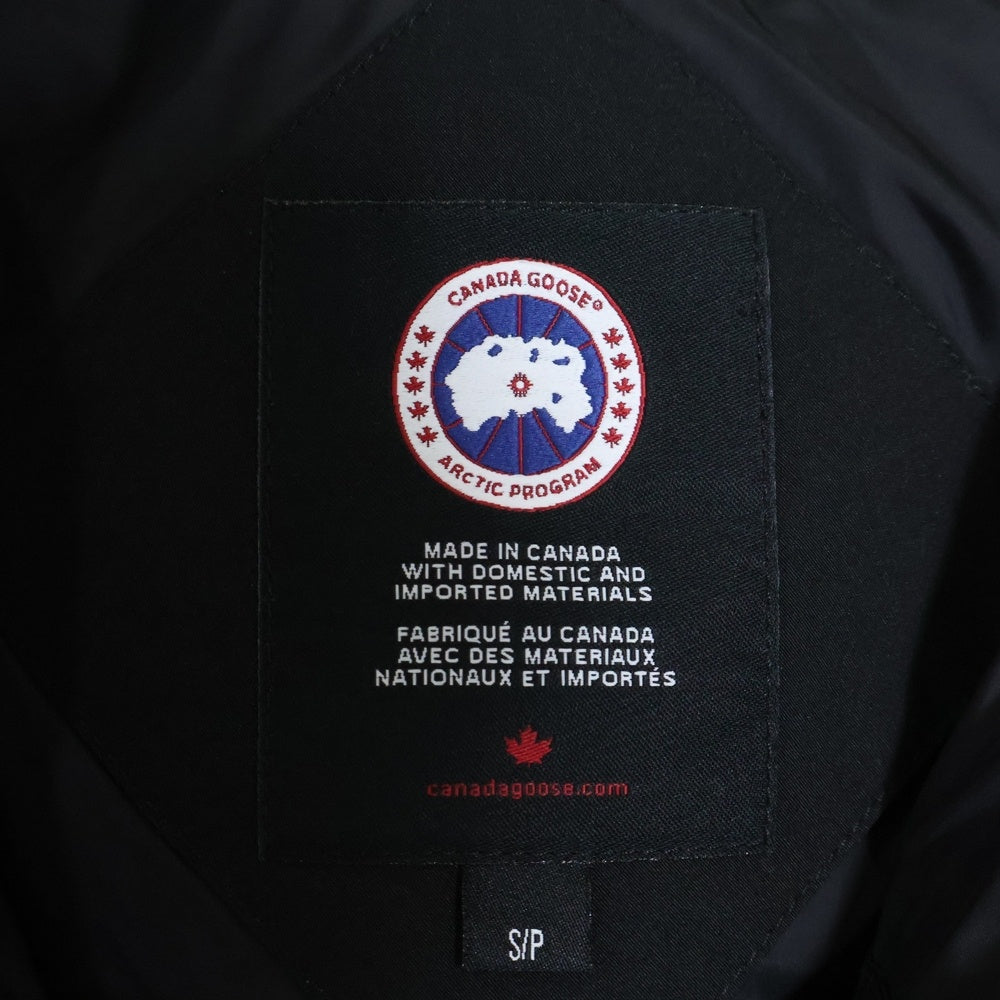 CANADA GOOSE®
ARCTIC PROGRAM
MADE IN CANADA
WITH DOMESTIC AND
IMPORTED MATERIALS
FABRIQUÉ AU CANADA
AVEC DES MATERIAUX
NATIONAUX ET IMPORTÉS
canadagoose.com
S/P